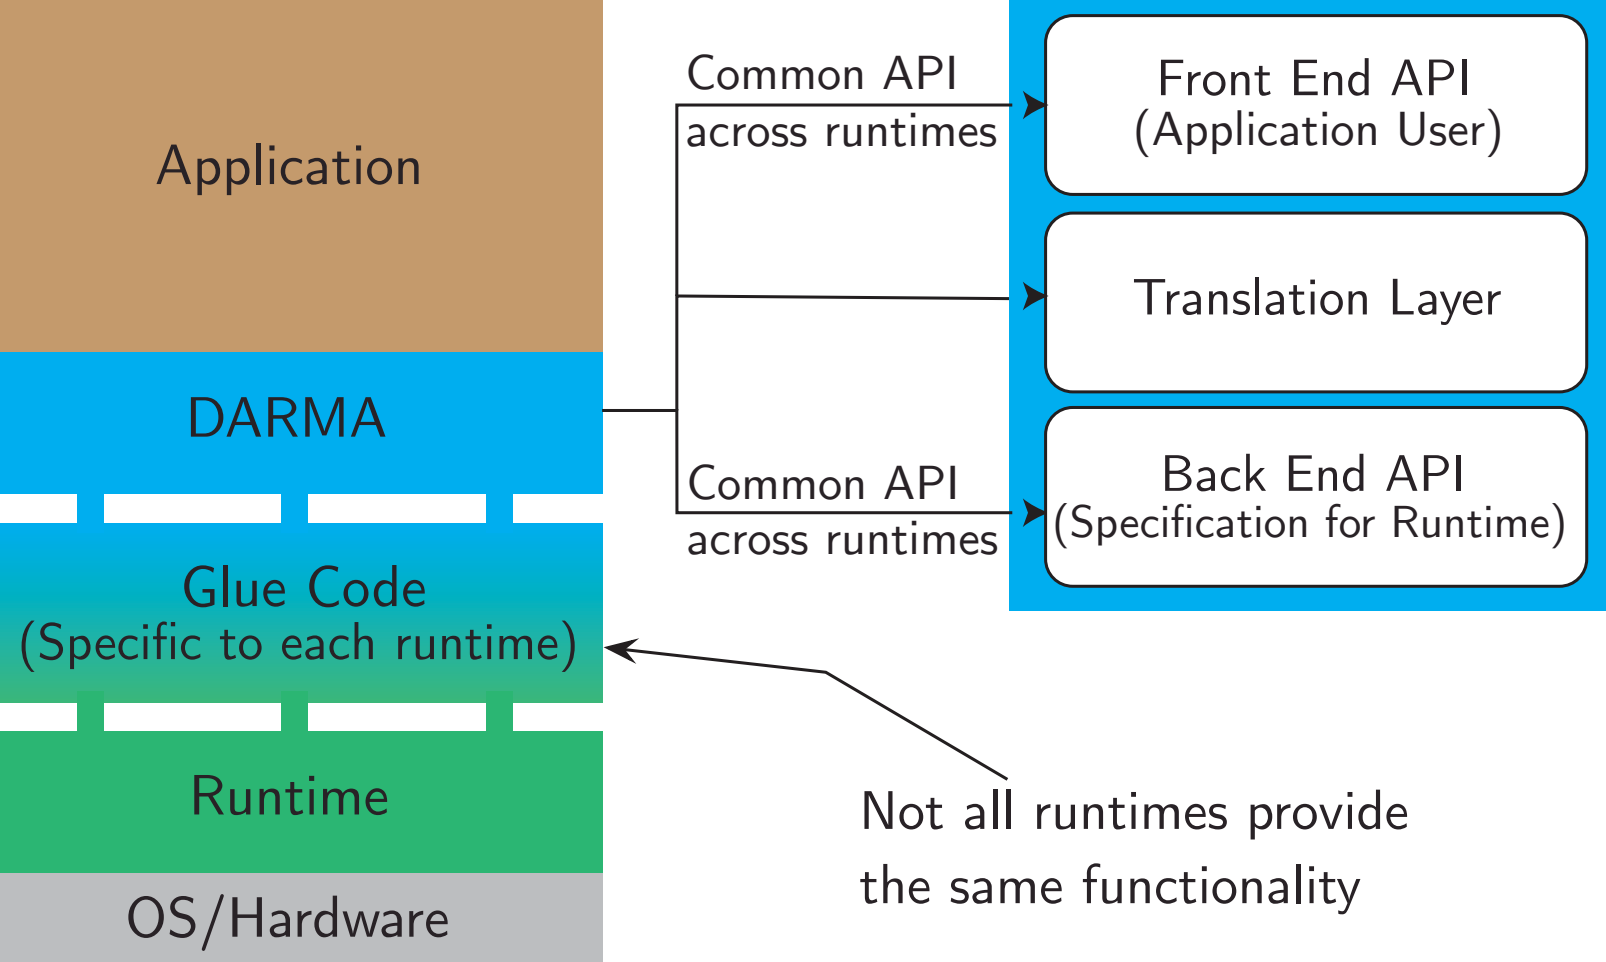 Application
DARMA
Glue Code
(Specific to each runtime)
Runtime
OS/Hardware
Common API
across runtimes
Common API
across runtimes
Front End API
(Application User)
Translation Layer
Back End API
(Specification for Runtime)
Not all runtimes provide
the same functionality